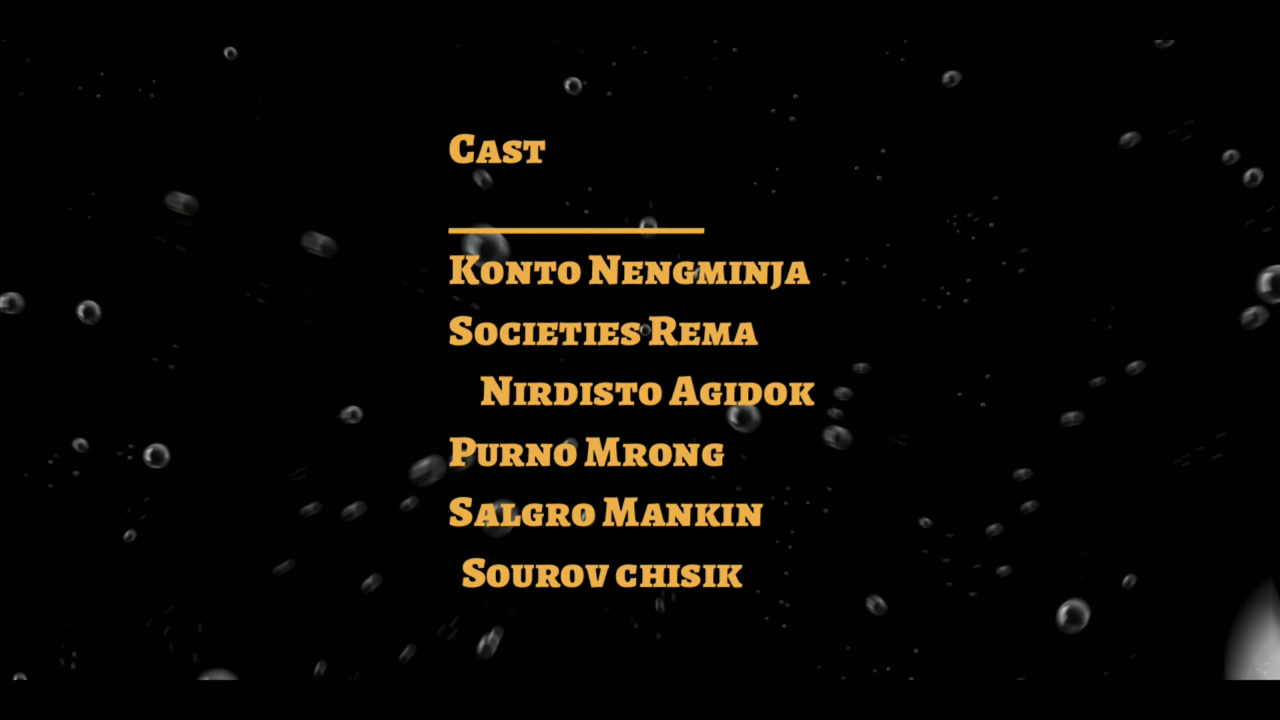 Cast
Konto Nengminja
Societies Rema
Nirdisto Agidok
Purno Mrong
Salgro Mankin
Sourov chisik